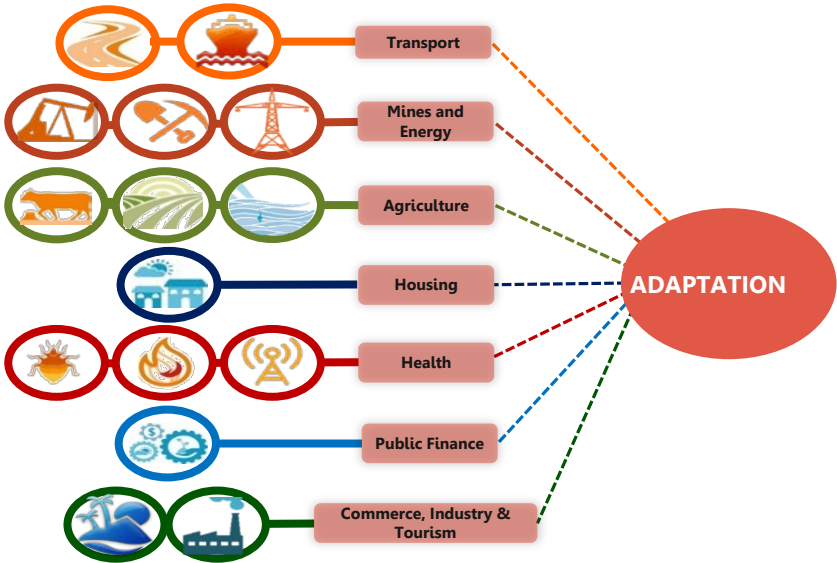 Transport
Mines and
Energy
Agriculture
Housing
Health
Public Finance
Commerce, Industry &
Tourism
ADAPTATION
$